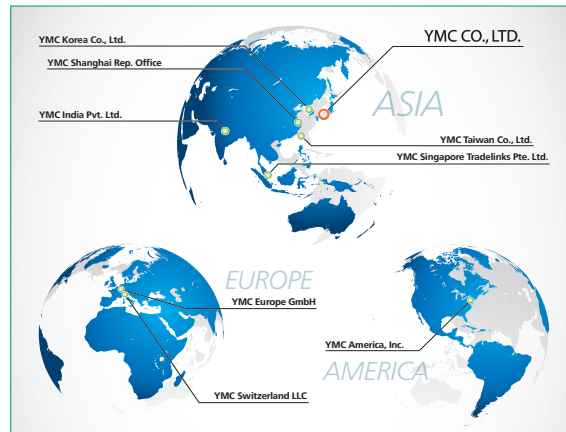 YMC Korea Co., Ltd.
YMC CO., LTD.
YMC Shanghai Rep. Office
ASIA
YMC India Pvt. Ltd.
YMC Taiwan Co., Ltd.
YMC Singapore Tradelinks Pte. Ltd.
EUROPE
YMC Europe GmbH
YMC America, Inc.
AMERICA
YMC Switzerland LLC